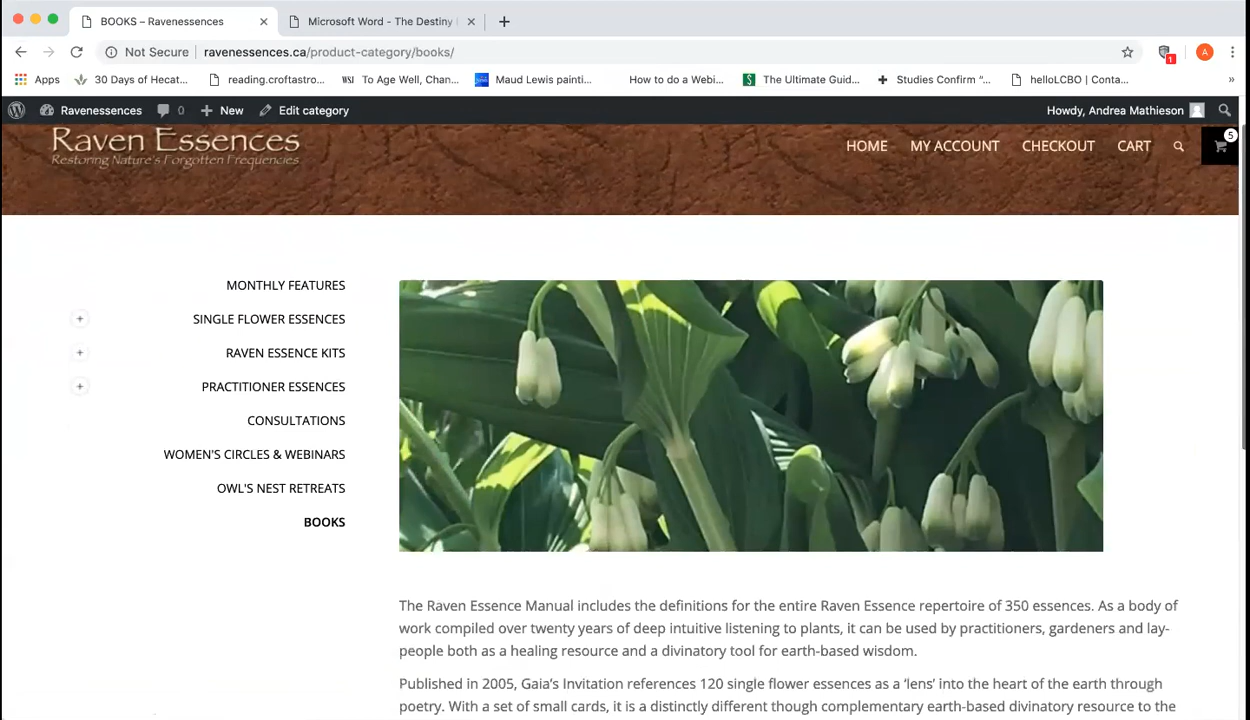 BOOKS – Ravenessences
Microsoft Word - The Destiny
Not Secure ravenessences.ca/product-category/books/
Apps 30 Days of Hecat... reading.croftastro... WSJ To Age Well, Chan... Maud Lewis painti... How to do a Webi... The Ultimate Guid... Studies Confirm "... helloLCBO | Conta... »
Ravenessences 0 New Edit category Howdy, Andrea Mathieson
Raven Essences
Restoring Nature's Forgotten Frequencies
HOME MY ACCOUNT CHECKOUT CART 5
MONTHLY FEATURES
SINGLE FLOWER ESSENCES
RAVEN ESSENCE KITS
PRACTITIONER ESSENCES
CONSULTATIONS
WOMEN'S CIRCLES & WEBINARS
OWL'S NEST RETREATS
BOOKS
The Raven Essence Manual includes the definitions for the entire Raven Essence repertoire of 350 essences. As a body of
work compiled over twenty years of deep intuitive listening to plants, it can be used by practitioners, gardeners and lay-
people both as a healing resource and a divinatory tool for earth-based wisdom.
Published in 2005, Gaia's Invitation references 120 single flower essences as a 'lens' into the heart of the earth through
poetry. With a set of small cards, it is a distinctly different though complementary earth-based divinatory resource to the